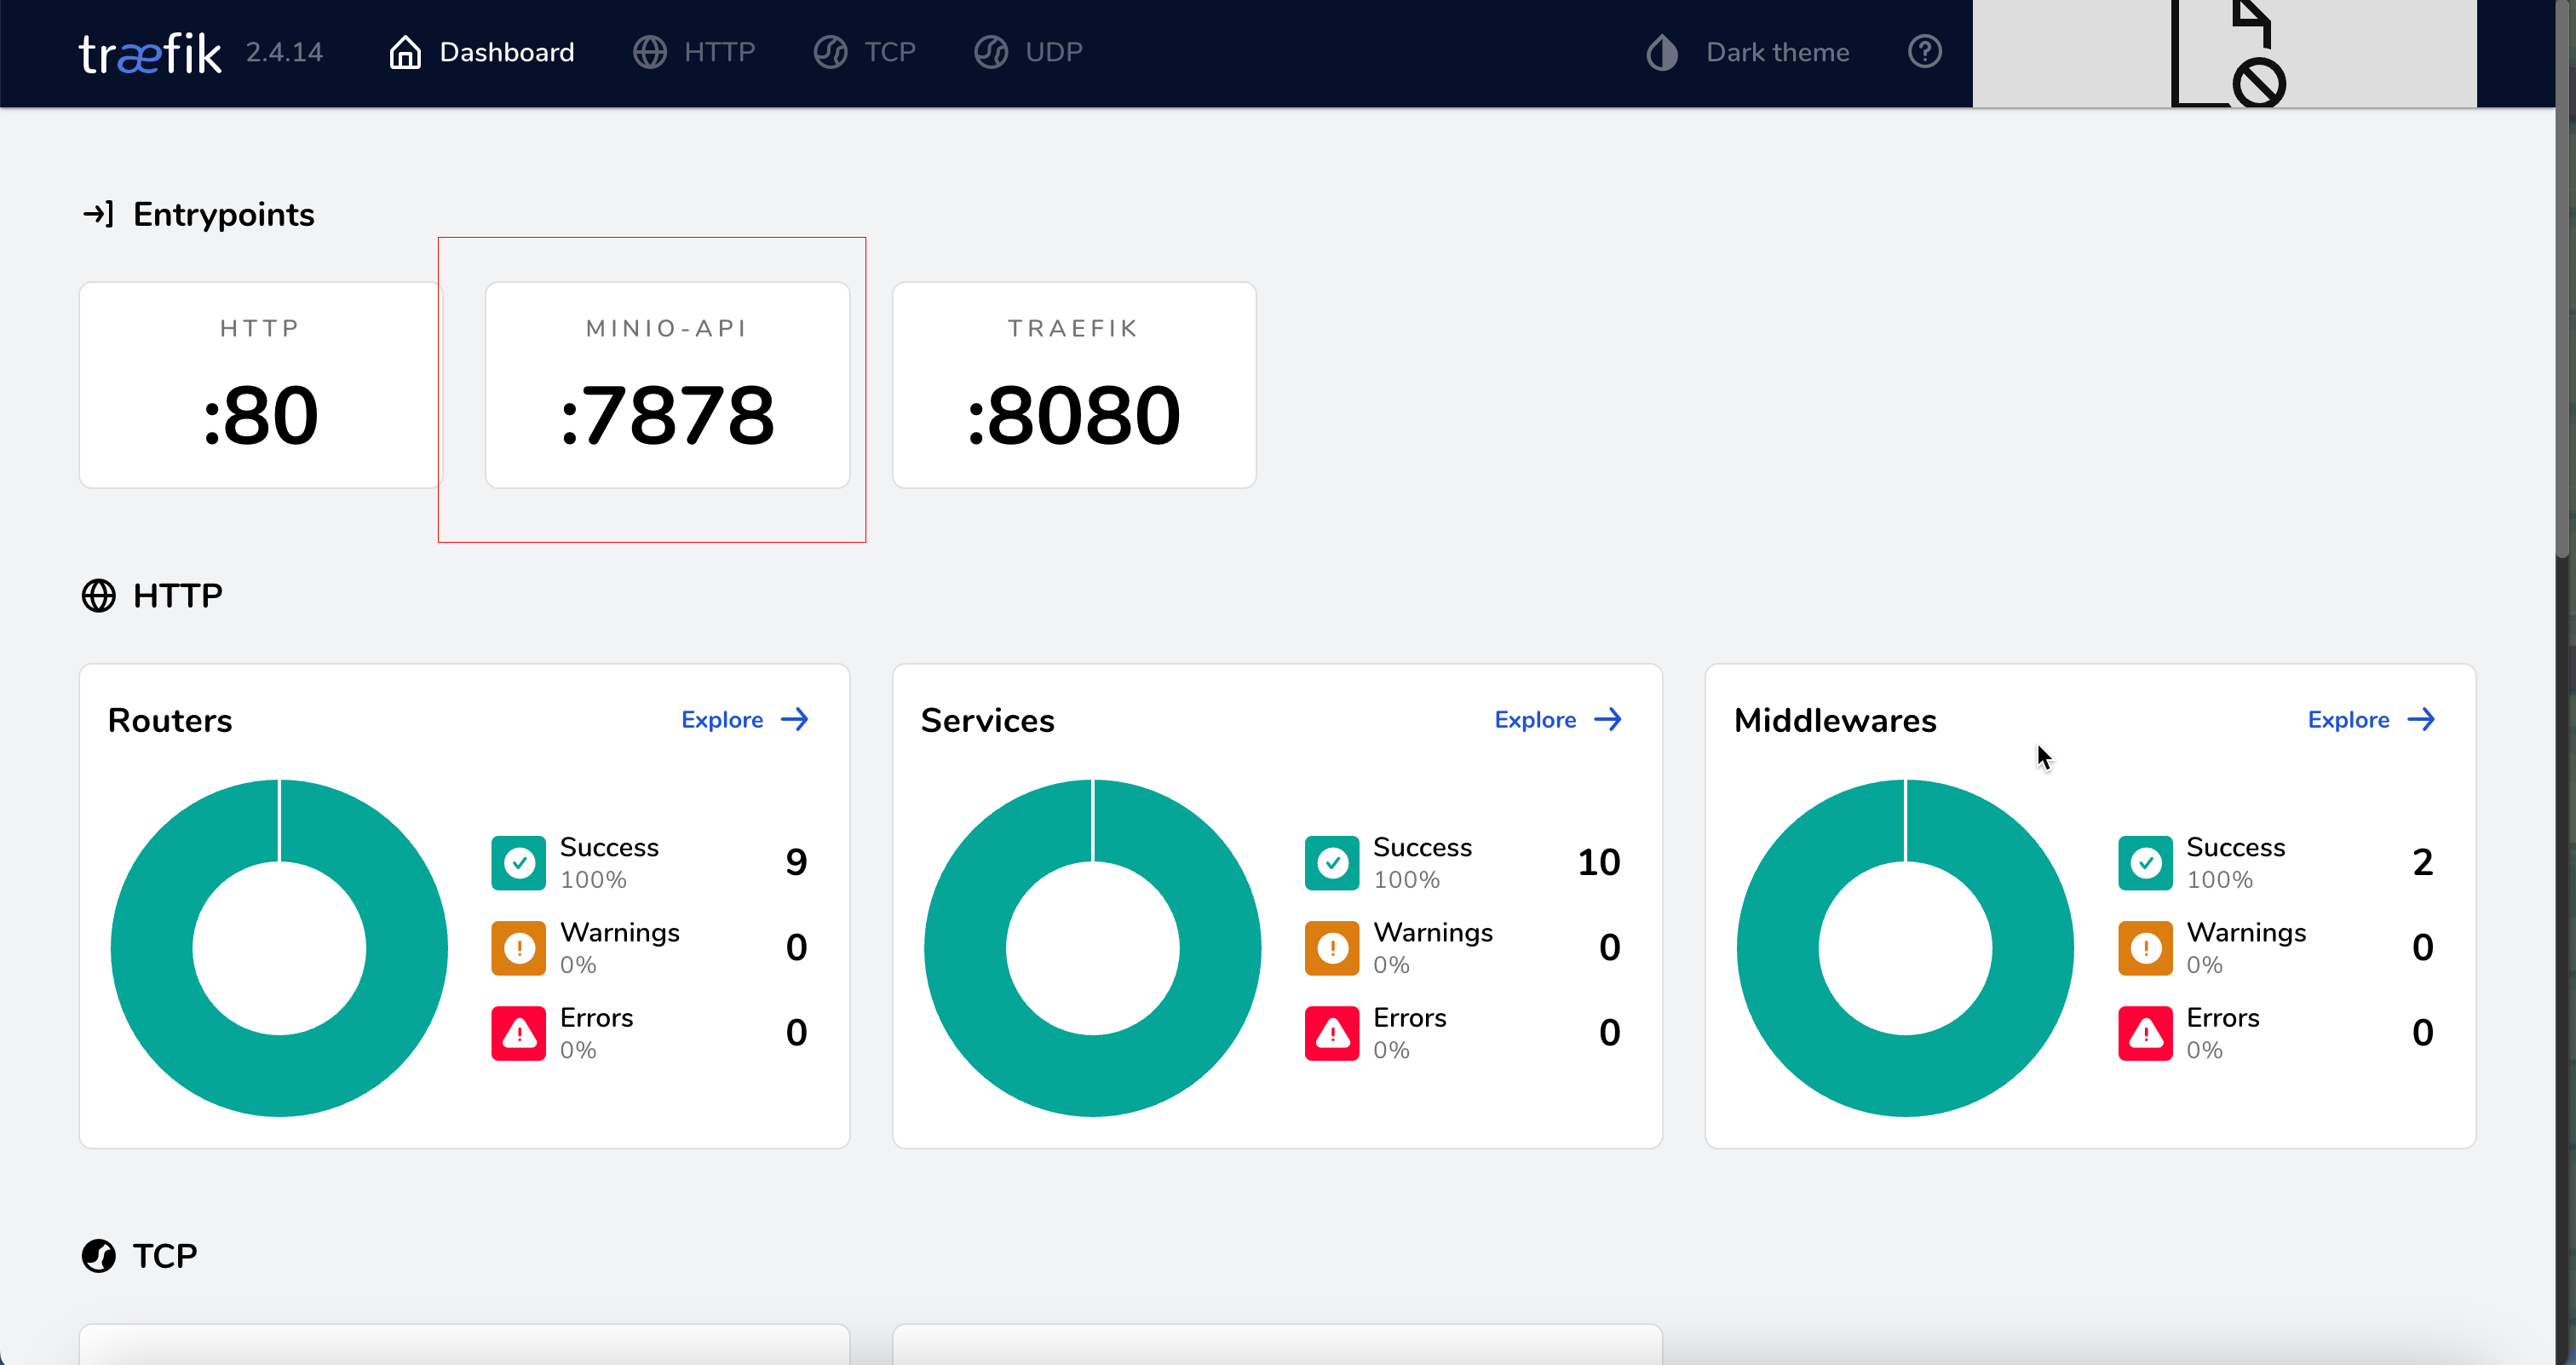 træfik 2.4.14 Dashboard HTTP TCP UDP Dark theme
Entrypoints
HTTP
:80
MINIO-API
:7878
TRAEFIK
:8080
HTTP
Routers Explore
Success 9
100%
Warnings 0
0%
Errors 0
0%
Services Explore
Success 10
100%
Warnings 0
0%
Errors 0
0%
Middlewares Explore
Success 2
100%
Warnings 0
0%
Errors 0
0%
TCP